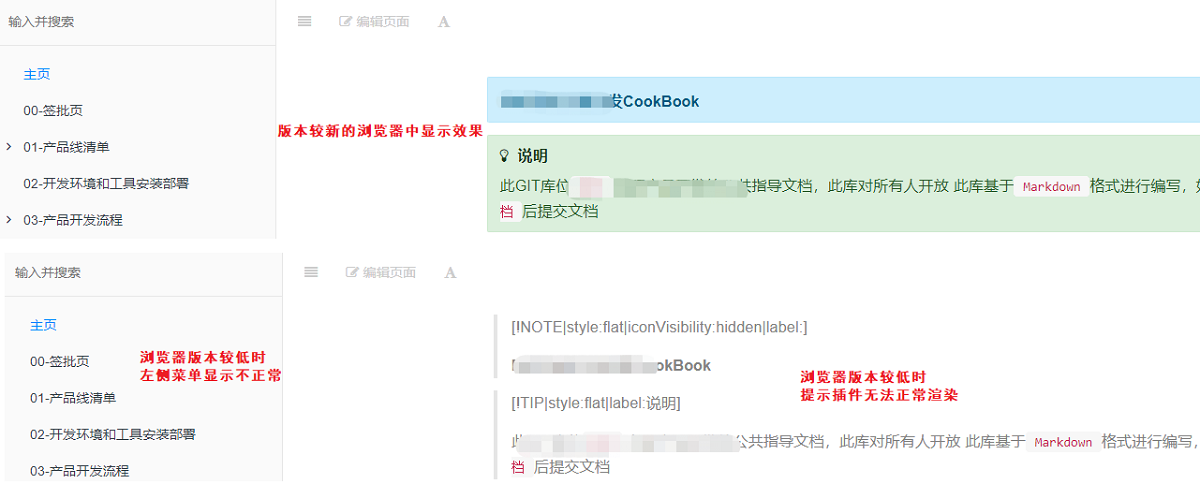 输入并搜索
编辑页面
A
主页
00-签批页
01-产品线清单
02-开发环境和工具安装部署
03-产品开发流程
版本较新的浏览器中显示效果
发CookBook
说明
此GIT库位 共指导文档，此库对所有人开放 此库基于 Markdown 格式进行编写，
档 后提交文档
输入并搜索
编辑页面
A
主页
00-签批页
01-产品线清单
02-开发环境和工具安装部署
03-产品开发流程
浏览器版本较低时
左侧菜单显示不正常
[!NOTE|style:flat|iconVisibility:hidden|label:]
okBook
[!TIP|style:flat|label:说明]
公共指导文档，此库对所有人开放 此库基于 Markdown 格式进行编写，
档 后提交文档
浏览器版本较低时
提示插件无法正常渲染